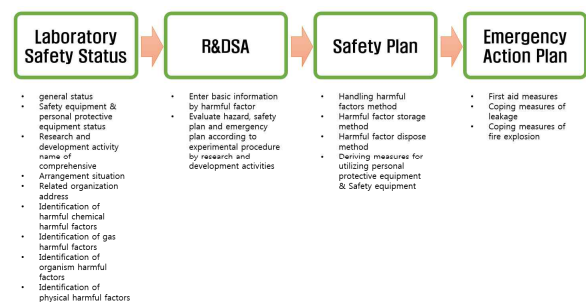 Laboratory
Safety Status
• general status
• Safety equipment &
personal protective
equipment status
• Research and
development activity
name of
comprehensive
• Arrangement situation
• Related organization
address
• Identification of
harmful chemical
harmful factors
• Identification of gas
harmful factors
• Identification of
organism harmful
factors
• Identification of
physical harmful factors
R&DSA
• Enter basic information
by harmful factor
• Evaluate hazard, safety
plan and emergency
plan according to
experimental procedure
by research and
development activities
Safety Plan
• Handling harmful
factors method
• Harmful factor storage
method
• Harmful factor dispose
method
• Deriving measures for
utilizing personal
protective equipment
& Safety equipment
Emergency
Action Plan
• First aid measures
• Coping measures of
leakage
• Coping measures of
fire explosion